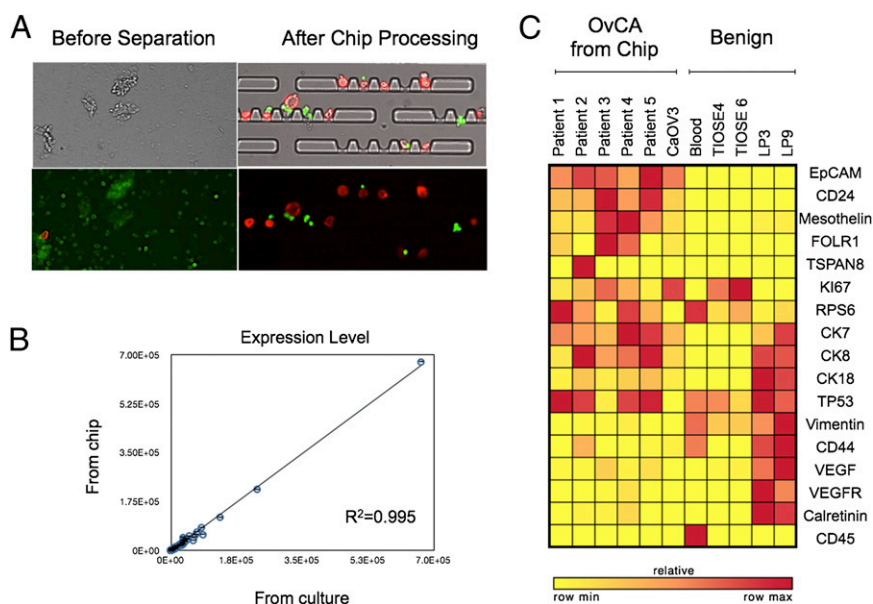 A
Before Separation
After Chip Processing
B
Expression Level
7.00E+05
5.25E+05
3.50E+05
1.75E+05
0E+00
From chip
R²=0.995
0E+00 1.8E+05 3.5E+05 5.3E+05 7.0E+05
From culture
C
OvCA
from Chip
Benign
Patient 1
Patient 2
Patient 3
Patient 4
Patient 5
CaOV3
Blood
TIOSE4
TIOSE 6
LP3
LP9
EpCAM
CD24
Mesothelin
FOLR1
TSPAN8
KI67
RPS6
CK7
CK8
CK18
TP53
Vimentin
CD44
VEGF
VEGFR
Calretinin
CD45
relative
row min row max